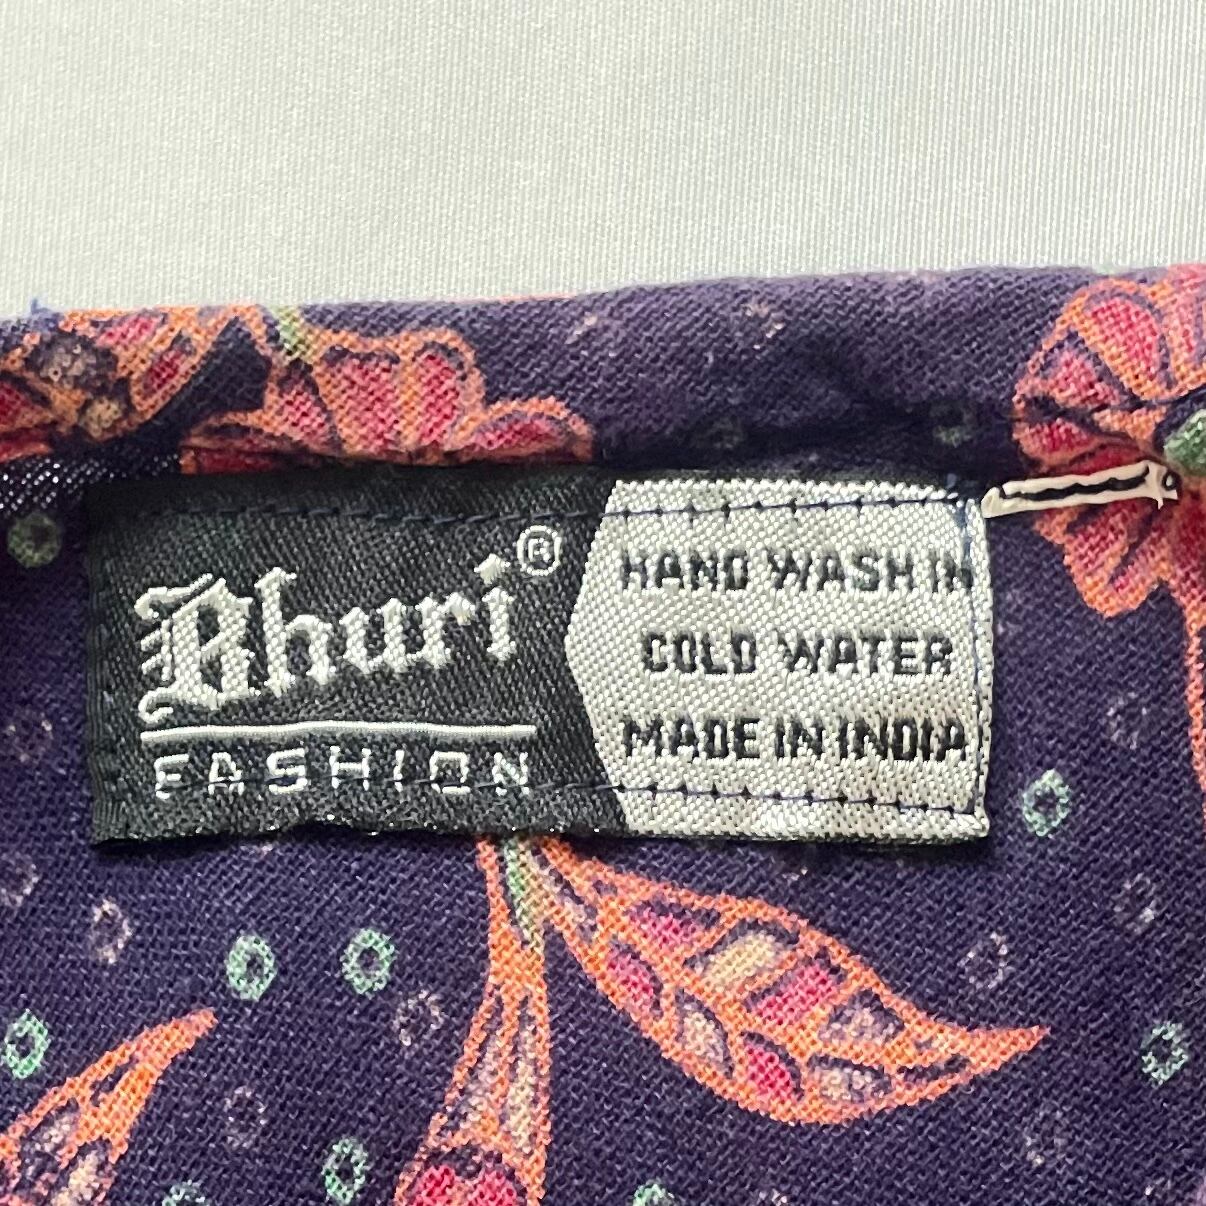 Bhuri®
FASHION
HAND WASH IN
COLD WATER
MADE IN INDIA